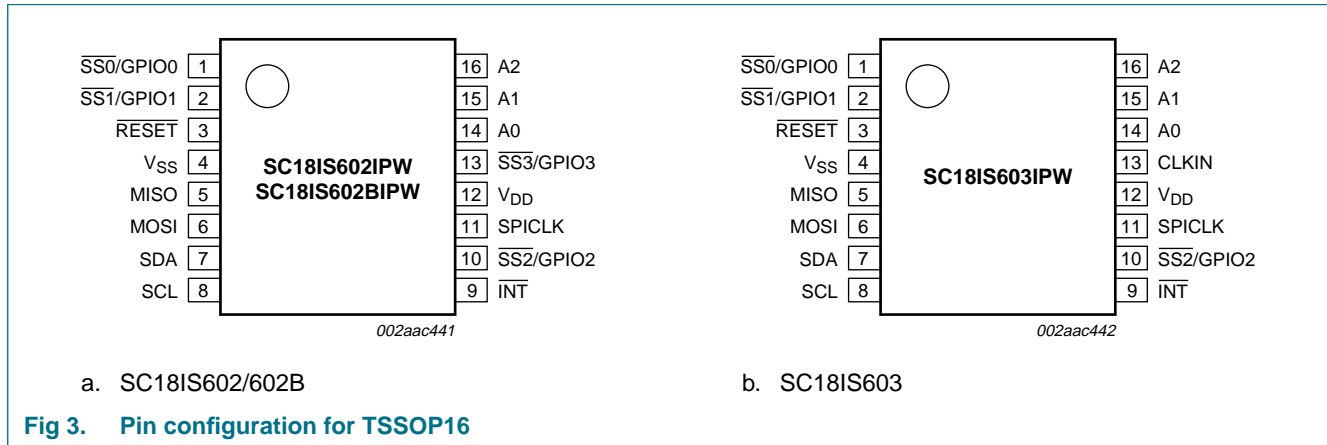 SS0/GPIO0 1
SS1/GPIO1 2
RESET 3
VSS 4
MISO 5
MOSI 6
SDA 7
SCL 8
SC18IS602IPW
SC18IS602BIPW
16 A2
15 A1
14 A0
13 SS3/GPIO3
12 VDD
11 SPICLK
10 SS2/GPIO2
9 INT
002aac441
a. SC18IS602/602B
SS0/GPIO0 1
SS1/GPIO1 2
RESET 3
VSS 4
MISO 5
MOSI 6
SDA 7
SCL 8
SC18IS603IPW
16 A2
15 A1
14 A0
13 CLKIN
12 VDD
11 SPICLK
10 SS2/GPIO2
9 INT
002aac442
b. SC18IS603
Fig 3. Pin configuration for TSSOP16